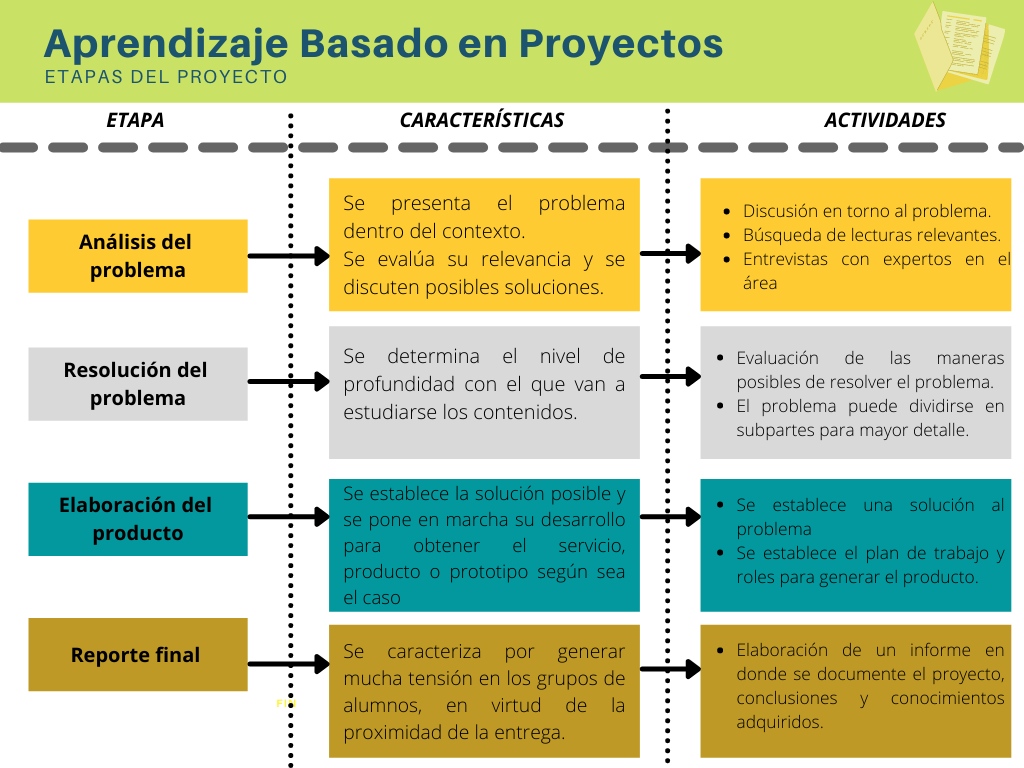 Aprendizaje Basado en Proyectos
ETAPAS DEL PROYECTO
ETAPA
CARACTERÍSTICAS
ACTIVIDADES
Análisis del
problema
Se presenta el problema
dentro del contexto.
Se evalúa su relevancia y se
discuten posibles soluciones.
Discusión en torno al problema.
Búsqueda de lecturas relevantes.
Entrevistas con expertos en el
área
Resolución del
problema
Se determina el nivel de
profundidad con el que van a
estudiarse los contenidos.
Evaluación de las maneras
posibles de resolver el problema.
El problema puede dividirse en
subpartes para mayor detalle.
Elaboración del
producto
Se establece la solución posible y
se pone en marcha su desarrollo
para obtener el servicio,
producto o prototipo según sea
el caso
Se establece una solución al
problema
Se establece el plan de trabajo y
roles para generar el producto.
Reporte final
Se caracteriza por generar
mucha tensión en los grupos de
alumnos, en virtud de la
proximidad de la entrega.
Elaboración de un informe en
donde se documente el proyecto,
conclusiones y conocimientos
adquiridos.